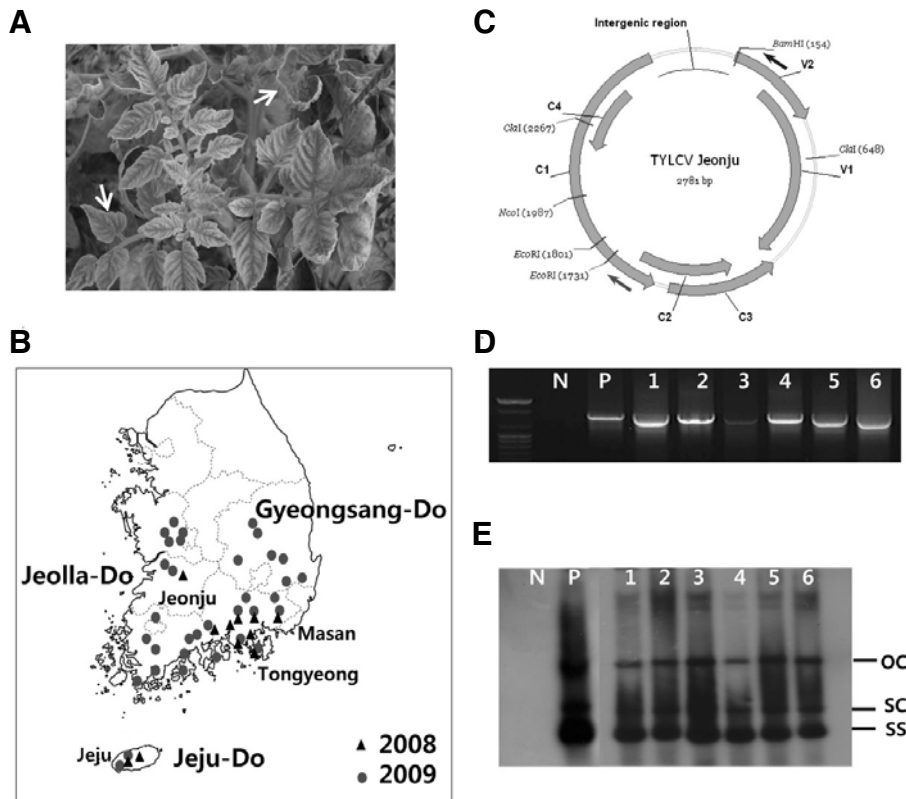 A
C
Intergenic region
BamHI (154)
V2
C4
ClaI (2267)
ClaI (648)
C1
TYLCV Jeonju
2781 bp
V1
NcoI (1987)
EcoRI (1801)
EcoRI (1731)
C2
C3
B
Gyeongsang-Do
Jeolla-Do
Jeonju
Masan
Tongyeong
Jeju
Jeju-Do
2008
2009
D
N P 1 2 3 4 5 6
E
N P 1 2 3 4 5 6
OC
SC
SS